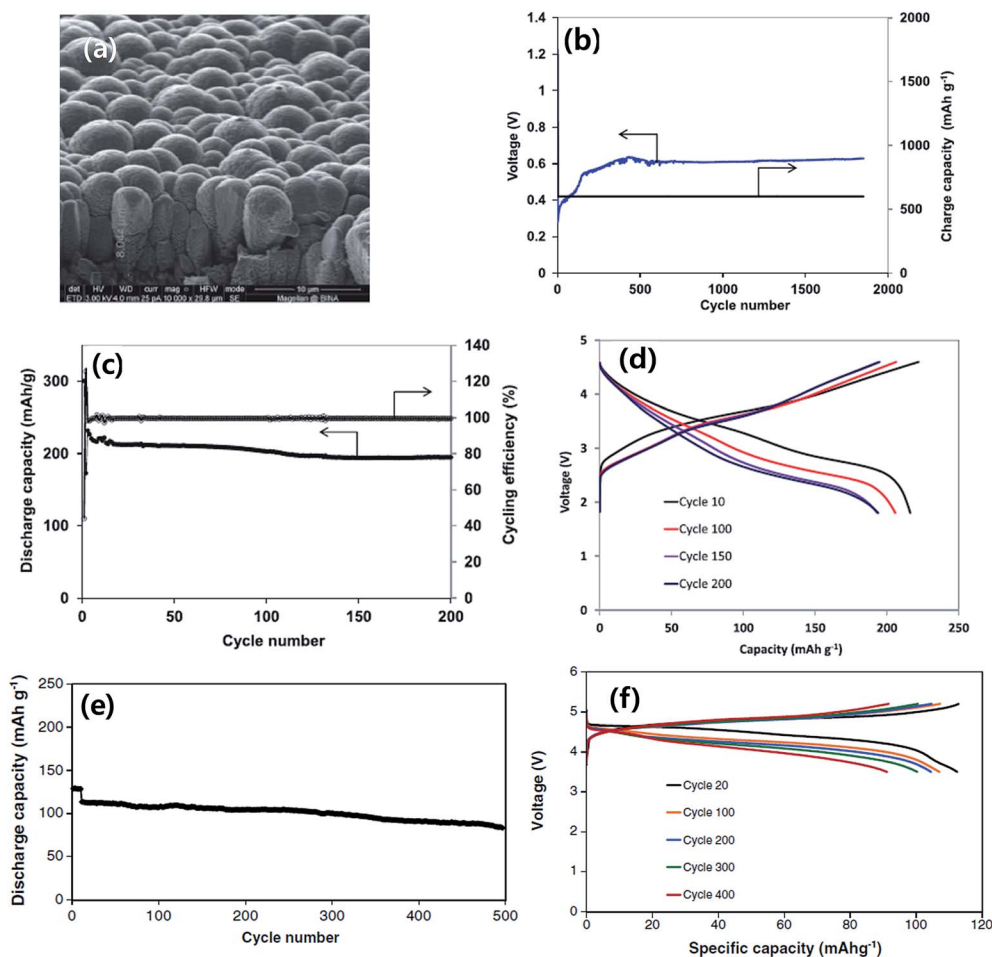 (a)
8.044 μm
det HV WD curr mag HFW mode 10 μm
ETD 3.00 kV 4.0 mm 25 pA 10 000 x 29.8 μm SE Magellan @ BINA
(b)
Voltage (V)
1.4
1.2
1
0.8
0.6
0.4
0.2
0
2000
1500
1000
500
0
Charge capacity (mAh g-1)
0 500 1000 1500 2000
Cycle number
(c)
Discharge capacity (mAh/g)
300
200
100
0
140
120
100
80
60
40
20
0
Cycling efficiency (%)
0 50 100 150 200
Cycle number
(d)
Voltage (V)
5
4
3
2
1
0
Cycle 10
Cycle 100
Cycle 150
Cycle 200
0 50 100 150 200 250
Capacity (mAh g-1)
(e)
Discharge capacity (mAh g-1)
250
200
150
100
50
0
0 100 200 300 400 500
Cycle number
(f)
Voltage (V)
6
5
4
3
2
1
0
Cycle 20
Cycle 100
Cycle 200
Cycle 300
Cycle 400
0 20 40 60 80 100 120
Specific capacity (mAhg-1)